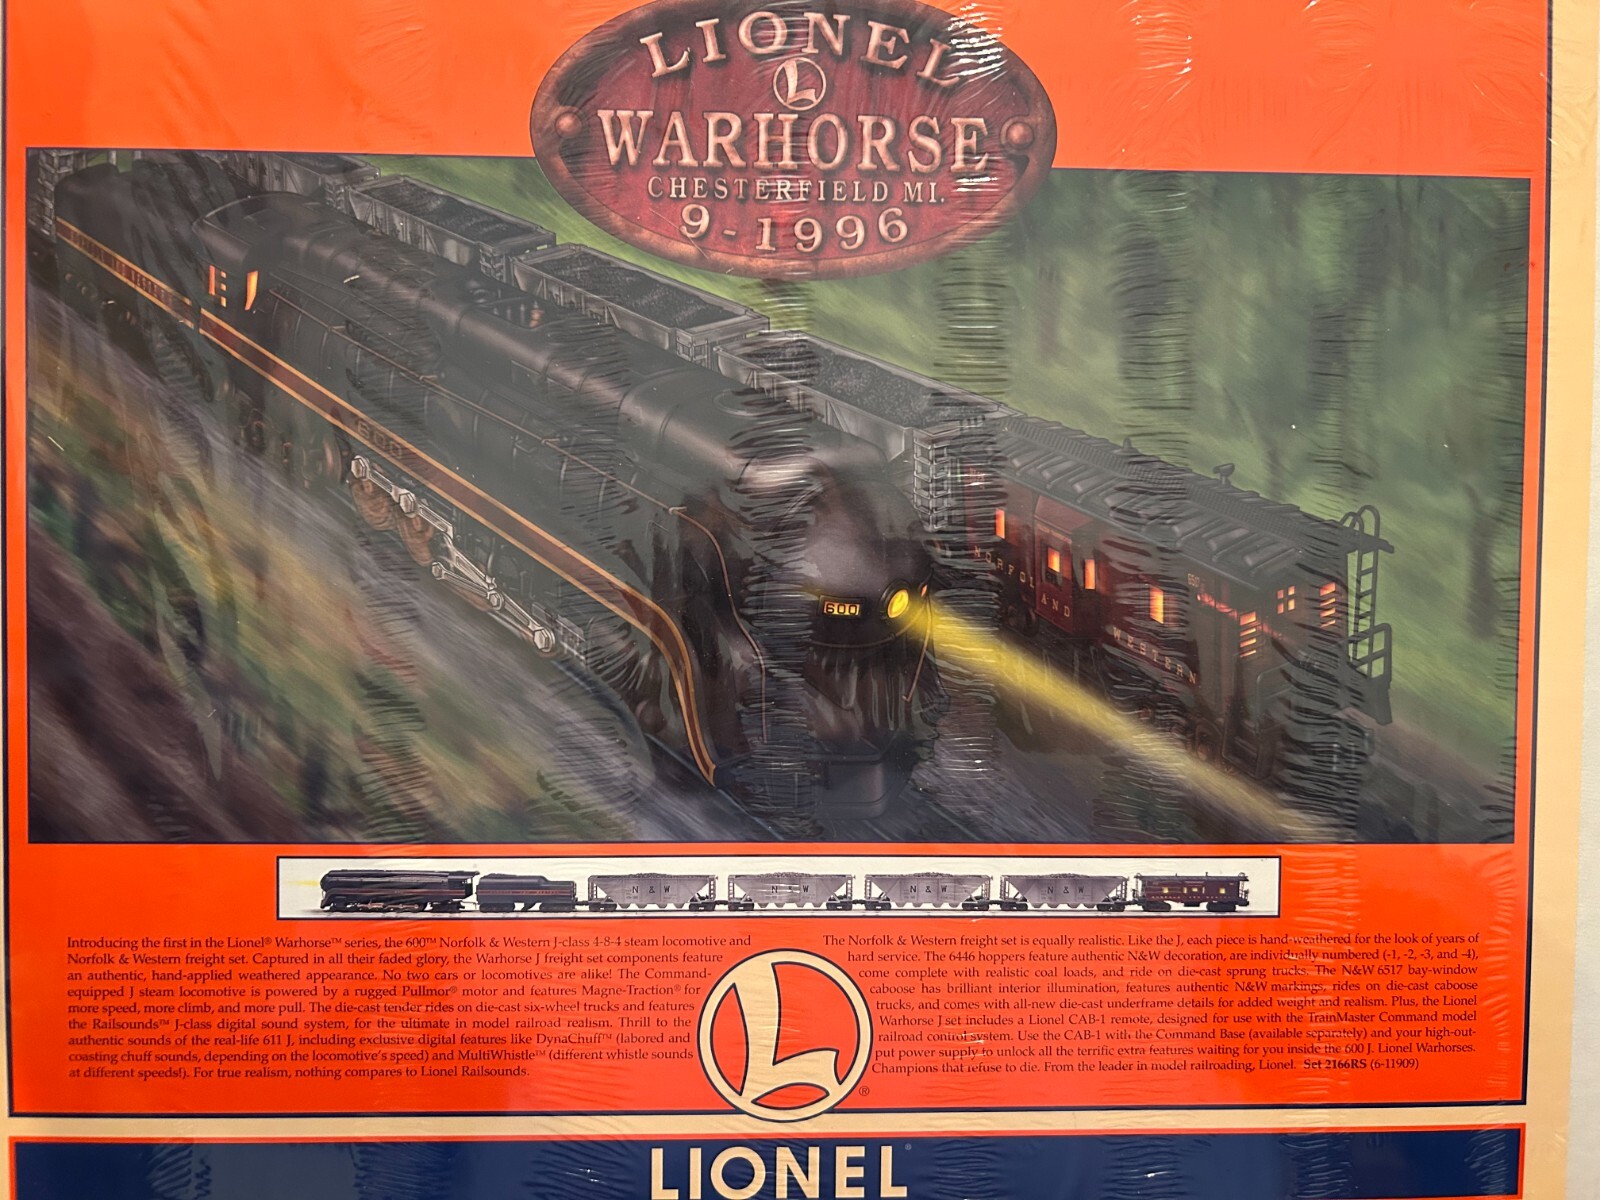 LIONEL
L
WARHORSE
CHESTERFIELD MI.
9-1996
600
600
NORFOLK AND WESTERN
N & W
N & W
N & W
N & W
Introducing the first in the Lionel® Warhorse™ series, the 600™ Norfolk & Western J-class 4-8-4 steam locomotive and
Norfolk & Western freight set. Captured in all their faded glory, the Warhorse J freight set components feature
an authentic, hand-applied weathered appearance. No two cars or locomotives are alike! The Command-
equipped J steam locomotive is powered by a rugged Pullmor® motor and features Magne-Traction® for
more speed, more climb, and more pull. The die-cast tender rides on die-cast six-wheel trucks and features
the Railsounds™ J-class digital sound system, for the ultimate in model railroad realism. Thrill to the
authentic sounds of the real-life 611 J, including exclusive digital features like DynaChuff™ (labored and
coasting chuff sounds, depending on the locomotive's speed) and MultiWhistle™ (different whistle sounds
at different speeds!). For true realism, nothing compares to Lionel Railsounds.
The Norfolk & Western freight set is equally realistic. Like the J, each piece is hand-weathered for the look of years of
hard service. The 6446 hoppers feature authentic N&W decoration, are individually numbered (-1, -2, -3, and -4),
come complete with realistic coal loads, and ride on die-cast sprung trucks. The N&W 6517 bay-window
caboose has brilliant interior illumination, features authentic N&W markings, rides on die-cast caboose
trucks, and comes with all-new die-cast underframe details for added weight and realism. Plus, the Lionel
Warhorse J set includes a Lionel CAB-1 remote, designed for use with the TrainMaster Command model
railroad control system. Use the CAB-1 with the Command Base (available separately) and your high-out-
put power supply to unlock all the terrific extra features waiting for you inside the 600 J. Lionel Warhorses.
Champions that refuse to die. From the leader in model railroading, Lionel. Set 2166RS (6-11909)
L®
LIONEL®